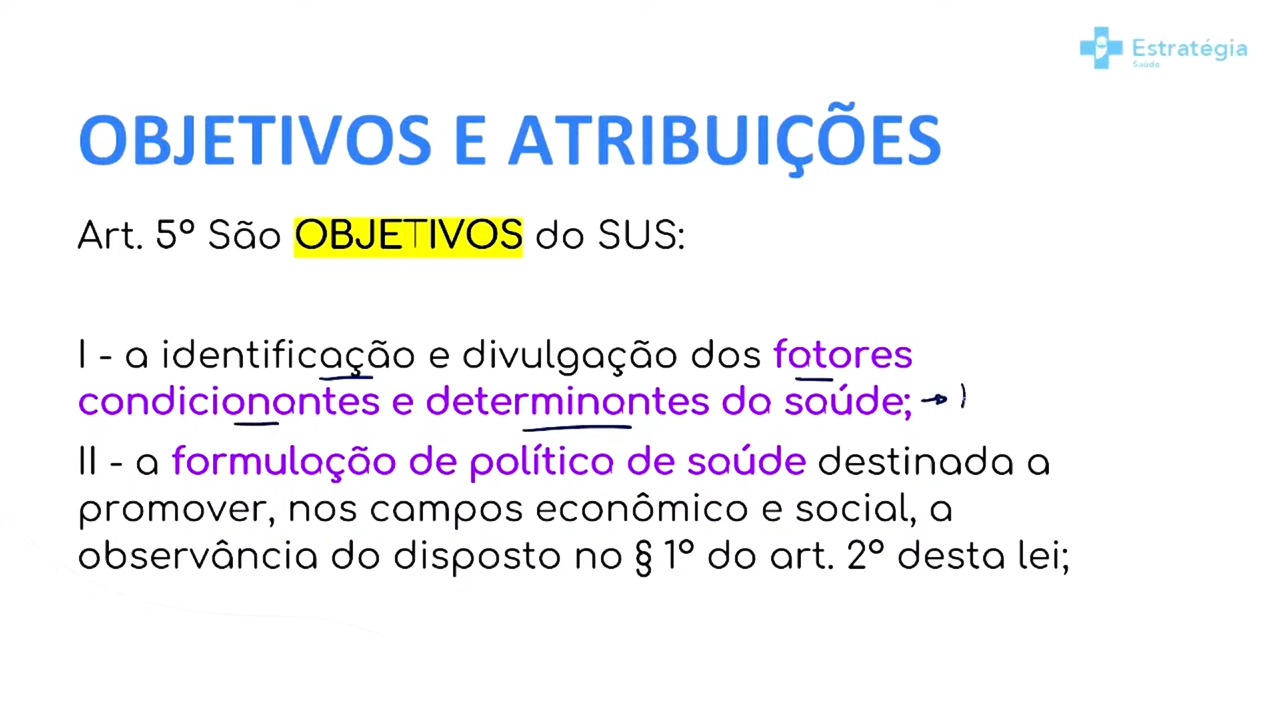 Estratégia
Saúde
OBJETIVOS E ATRIBUIÇÕES
Art. 5º São OBJETIVOS do SUS:
I - a identificação e divulgação dos fatores
condicionantes e determinantes da saúde;
II - a formulação de política de saúde destinada a
promover, nos campos econômico e social, a
observância do disposto no § 1º do art. 2º desta lei;